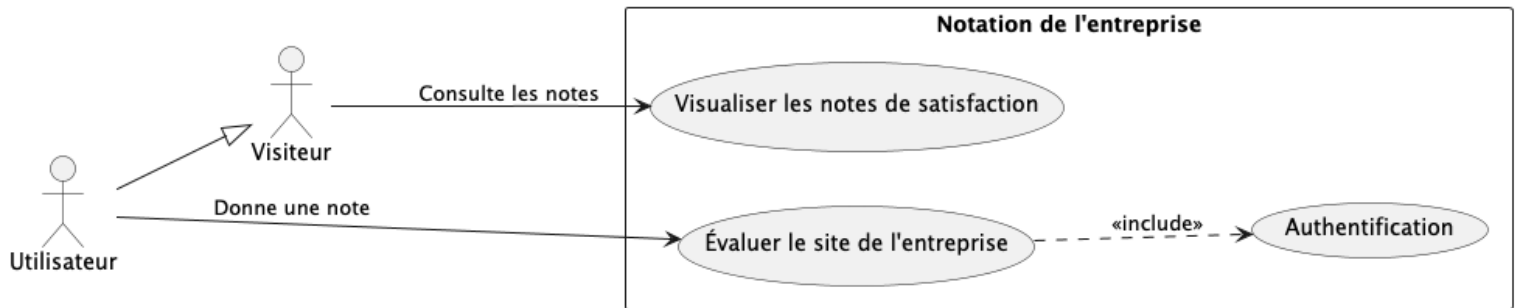 Notation de l'entreprise
Consulte les notes
Visualiser les notes de satisfaction
Visiteur
Donne une note
Évaluer le site de l'entreprise
«include»
Authentification
Utilisateur